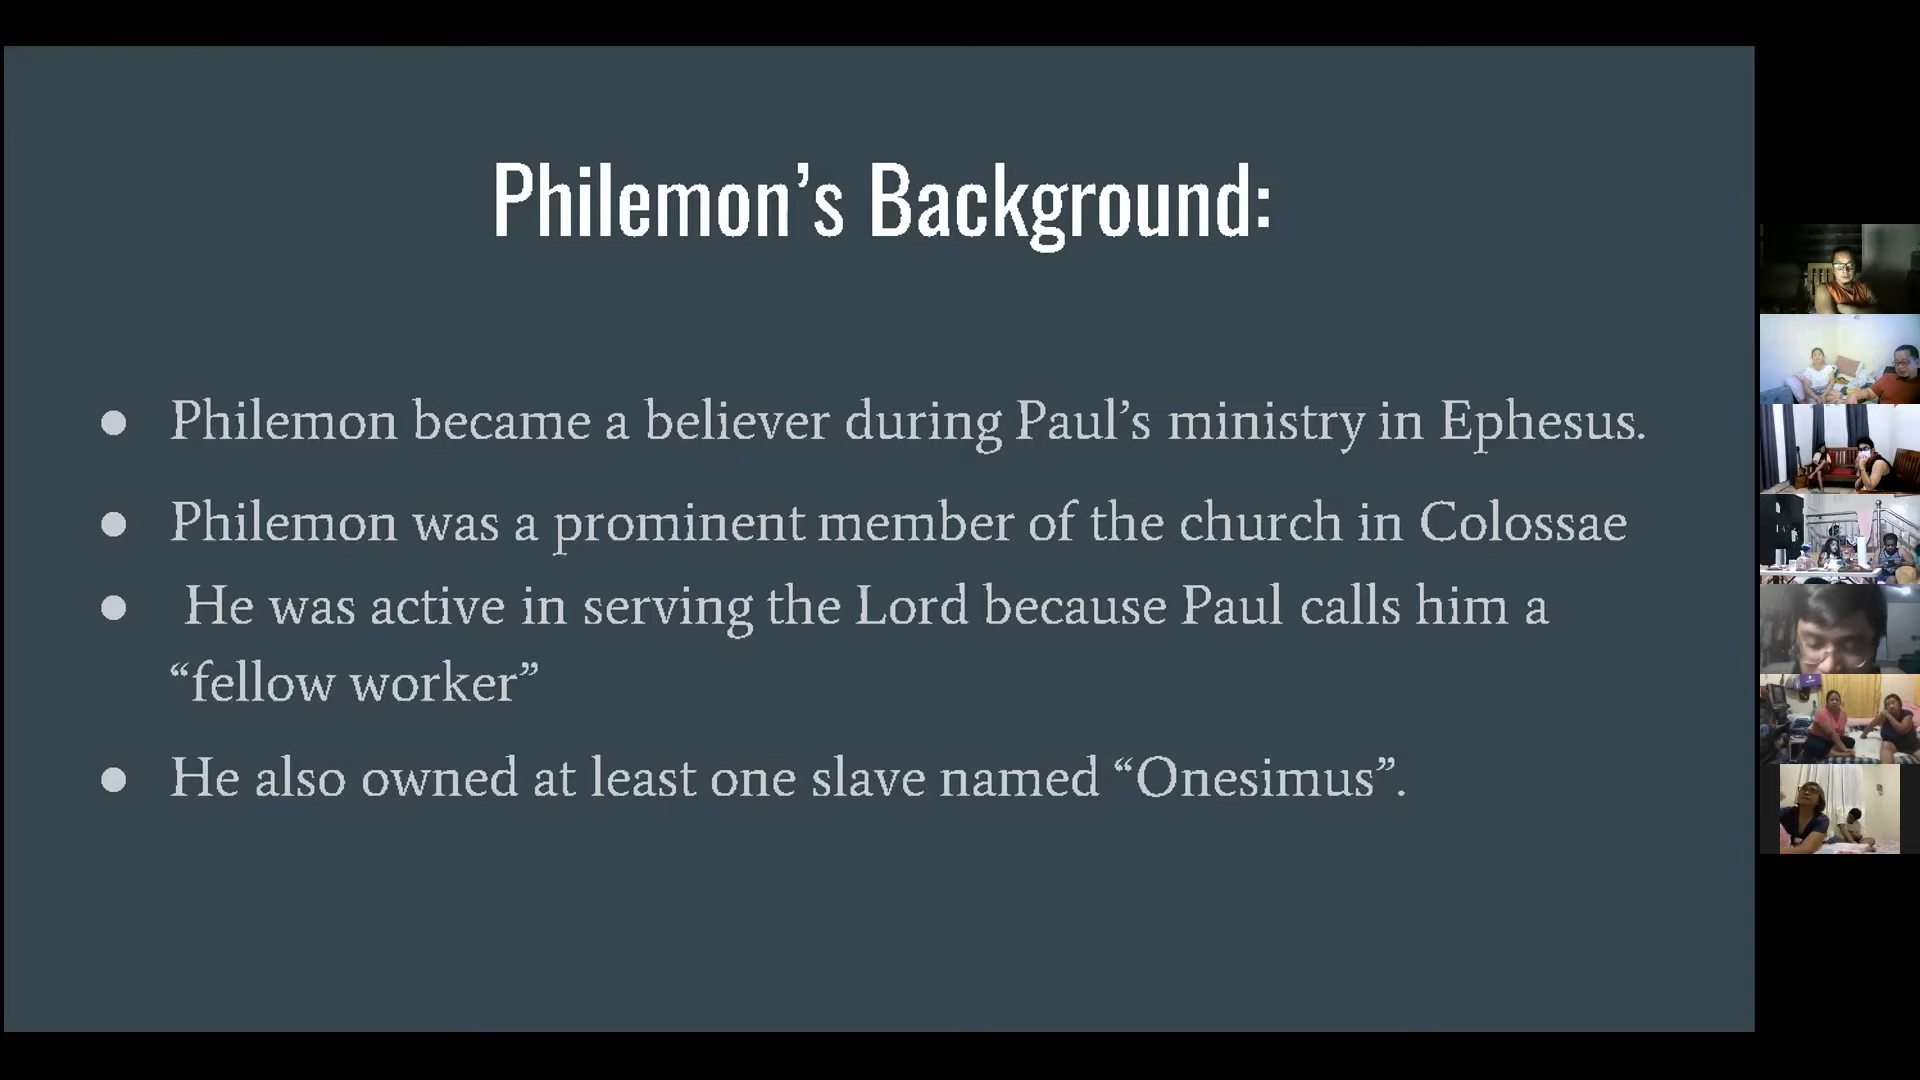 Philemon’s Background:
● Philemon became a believer during Paul’s ministry in Ephesus.
● Philemon was a prominent member of the church in Colossae
● He was active in serving the Lord because Paul calls him a
“fellow worker”
● He also owned at least one slave named “Onesimus”.